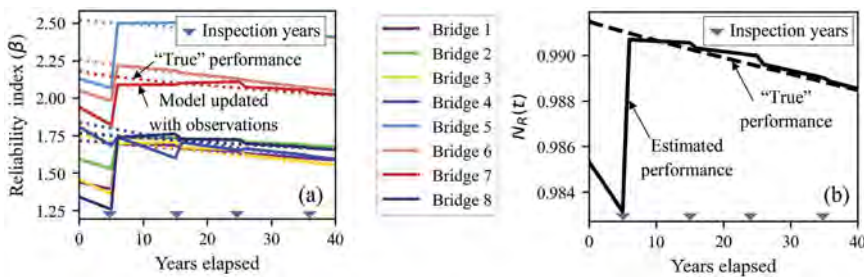 Reliability index (β)
2.50
2.25
2.00
1.75
1.50
1.25
Inspection years
“True” performance
Model updated
with observations
(a)
0
10
20
30
40
Years elapsed
Bridge 1
Bridge 2
Bridge 3
Bridge 4
Bridge 5
Bridge 6
Bridge 7
Bridge 8
N_R(t)
0.990
0.988
0.986
0.984
Inspection years
“True”
performance
Estimated
performance
(b)
0
10
20
30
40
Years elapsed